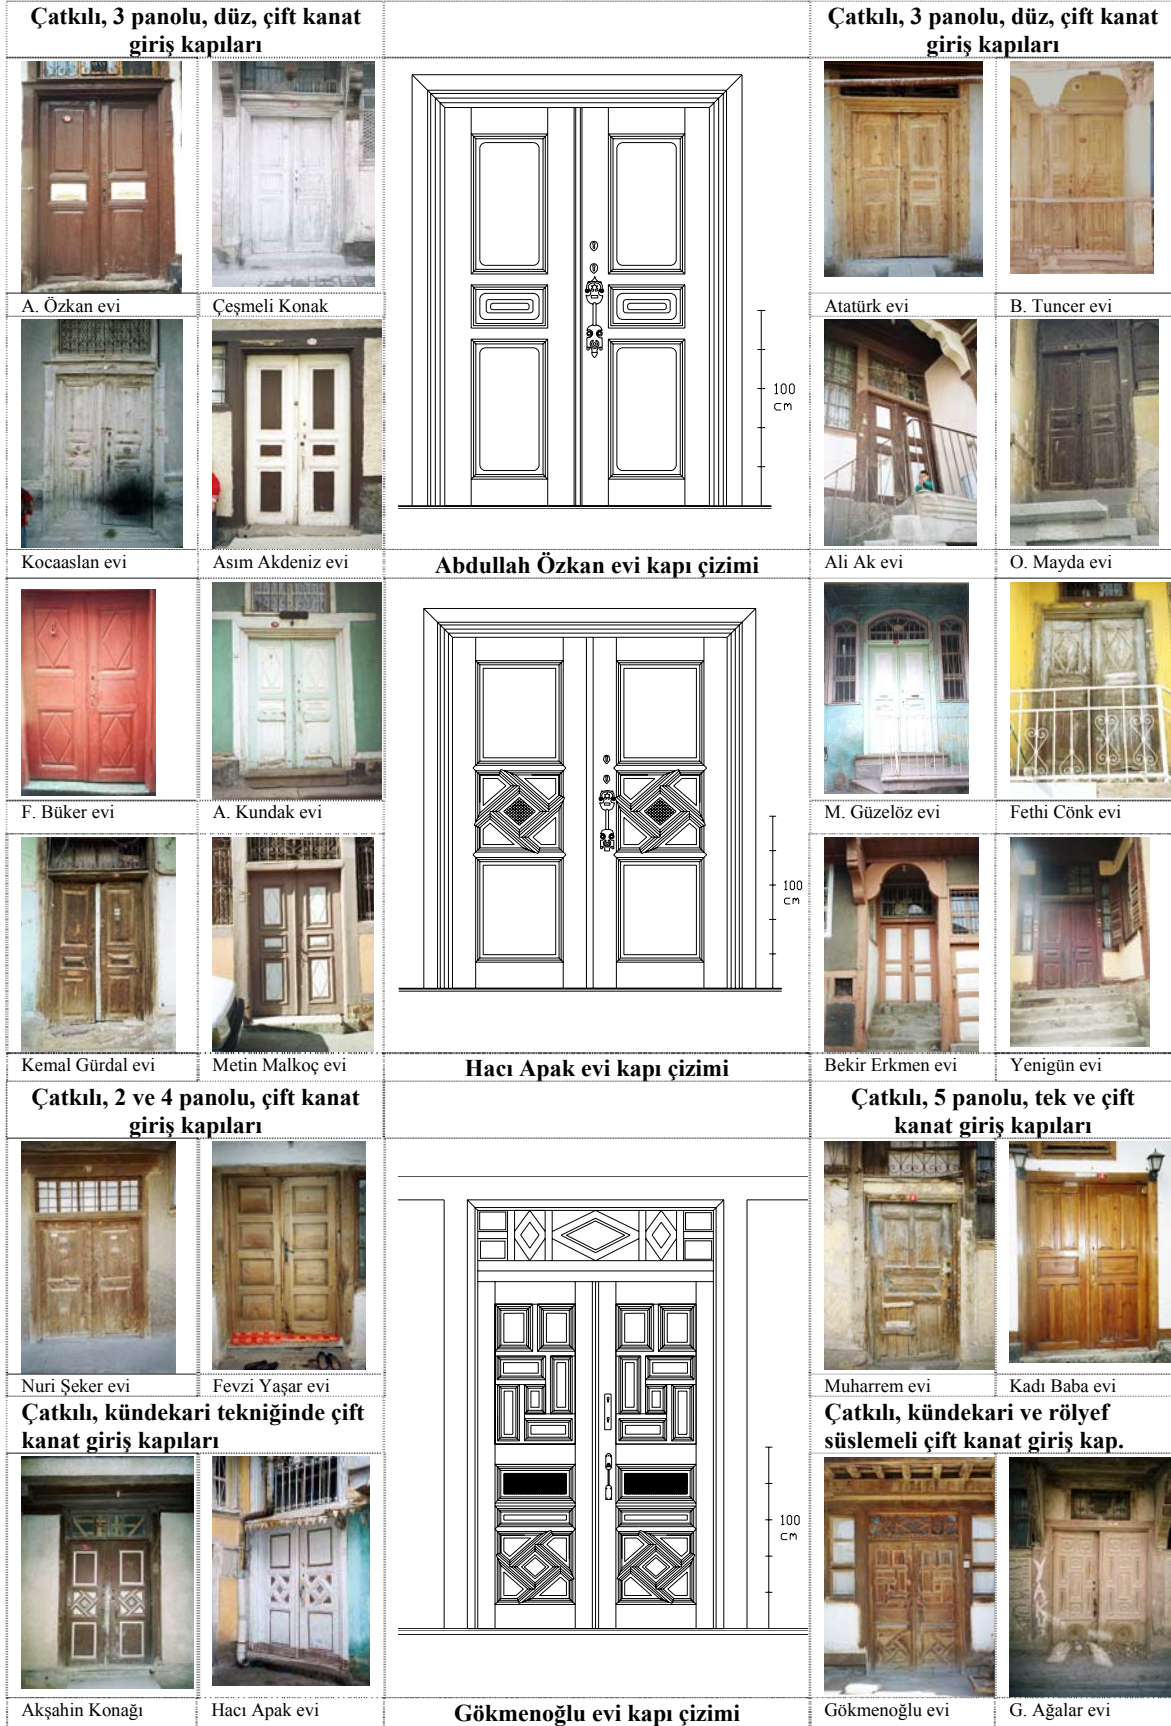 Çatkılı, 3 panolu, düz, çift kanat
giriş kapıları
Çatkılı, 3 panolu, düz, çift kanat
giriş kapıları
A. Özkan evi
Çeşmeli Konak
100
cm
Atatürk evi
B. Tuncer evi
Kocaaslan evi
Asım Akdeniz evi
Abdullah Özkan evi kapı çizimi
Ali Ak evi
O. Mayda evi
F. Büker evi
A. Kundak evi
M. Güzelöz evi
Fethi Cönk evi
100
cm
Kemal Gürdal evi
Metin Malkoç evi
Hacı Apak evi kapı çizimi
Bekir Erkmen evi
Yenigün evi
Çatkılı, 2 ve 4 panolu, çift kanat
giriş kapıları
Çatkılı, 5 panolu, tek ve çift
kanat giriş kapıları
Nuri Şeker evi
Fevzi Yaşar evi
Muharrem evi
Kadı Baba evi
Çatkılı, kündekari tekniğinde çift
kanat giriş kapıları
Çatkılı, kündekari ve rölyef
süslemeli çift kanat giriş kap.
100
cm
Akşahin Konağı
Hacı Apak evi
Gökmenoğlu evi kapı çizimi
Gökmenoğlu evi
G. Ağalar evi